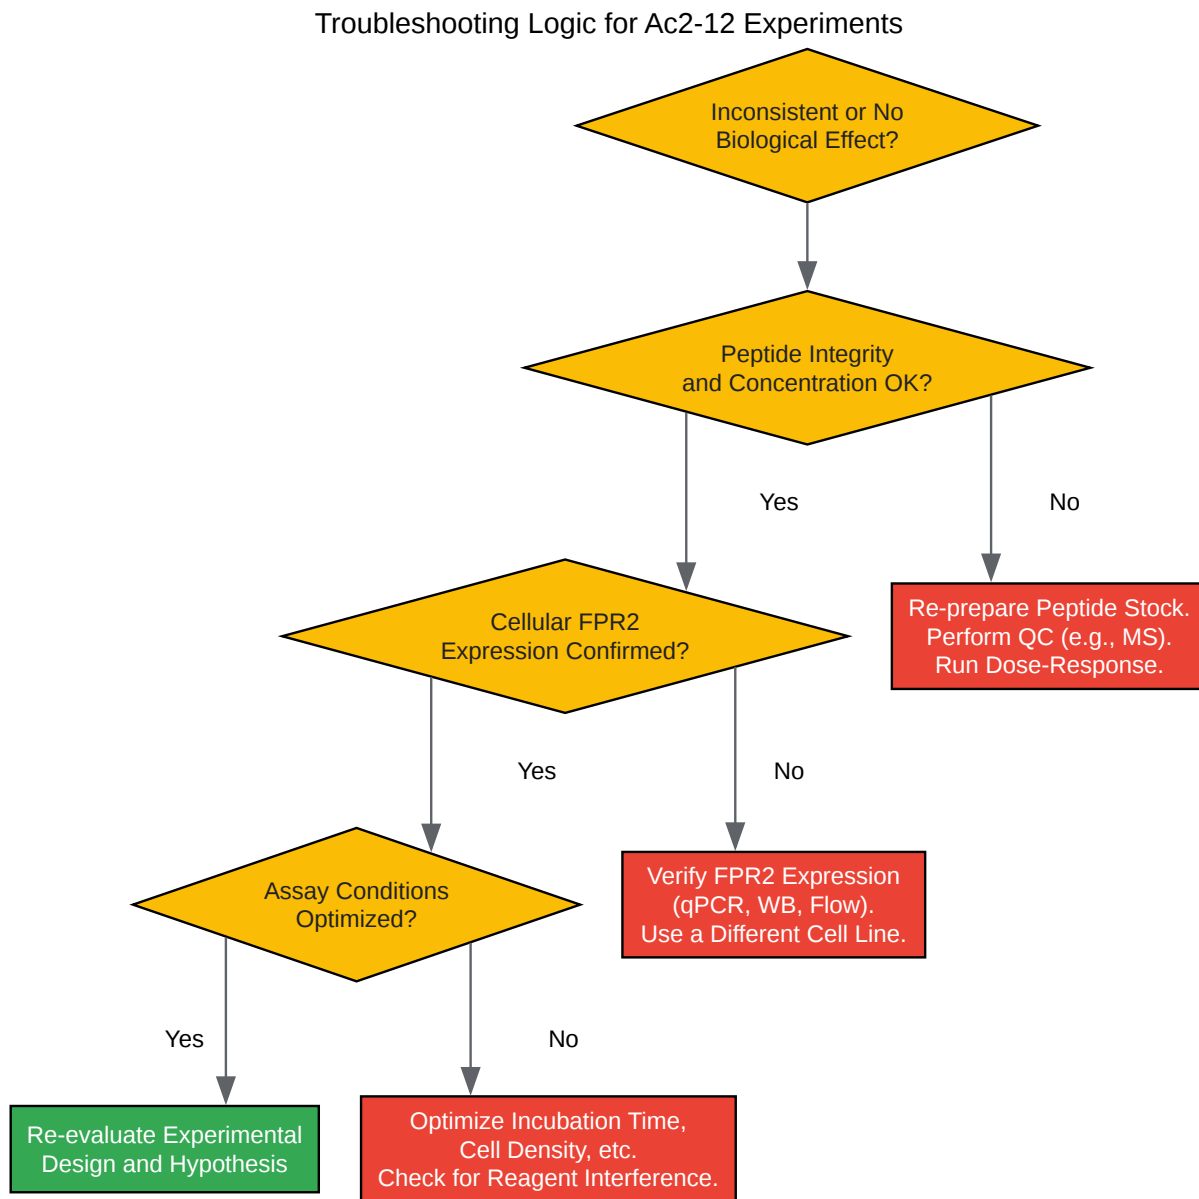 Troubleshooting Logic for Ac2-12 Experiments
Inconsistent or No
Biological Effect?
Peptide Integrity
and Concentration OK?
Yes
No
Cellular FPR2
Expression Confirmed?
Re-prepare Peptide Stock.
Perform QC (e.g., MS).
Run Dose-Response.
Yes
No
Assay Conditions
Optimized?
Verify FPR2 Expression
(qPCR, WB, Flow).
Use a Different Cell Line.
Yes
No
Re-evaluate Experimental
Design and Hypothesis
Optimize Incubation Time,
Cell Density, etc.
Check for Reagent Interference.